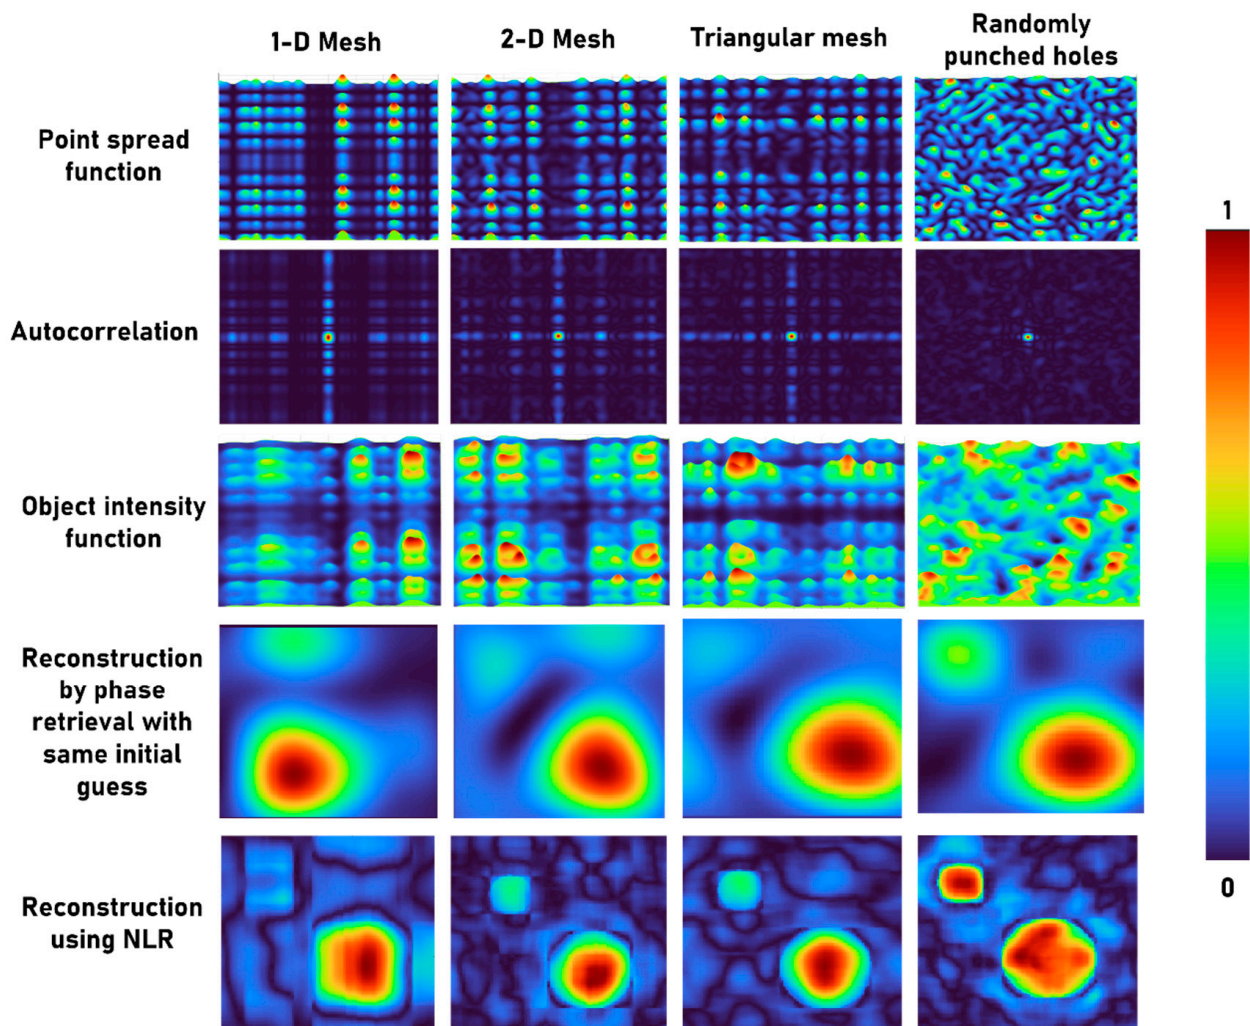 1-D Mesh
2-D Mesh
Triangular mesh
Randomly
punched holes
Point spread
function
Autocorrelation
Object intensity
function
Reconstruction
by phase
retrieval with
same initial
guess
Reconstruction
using NLR
1
0